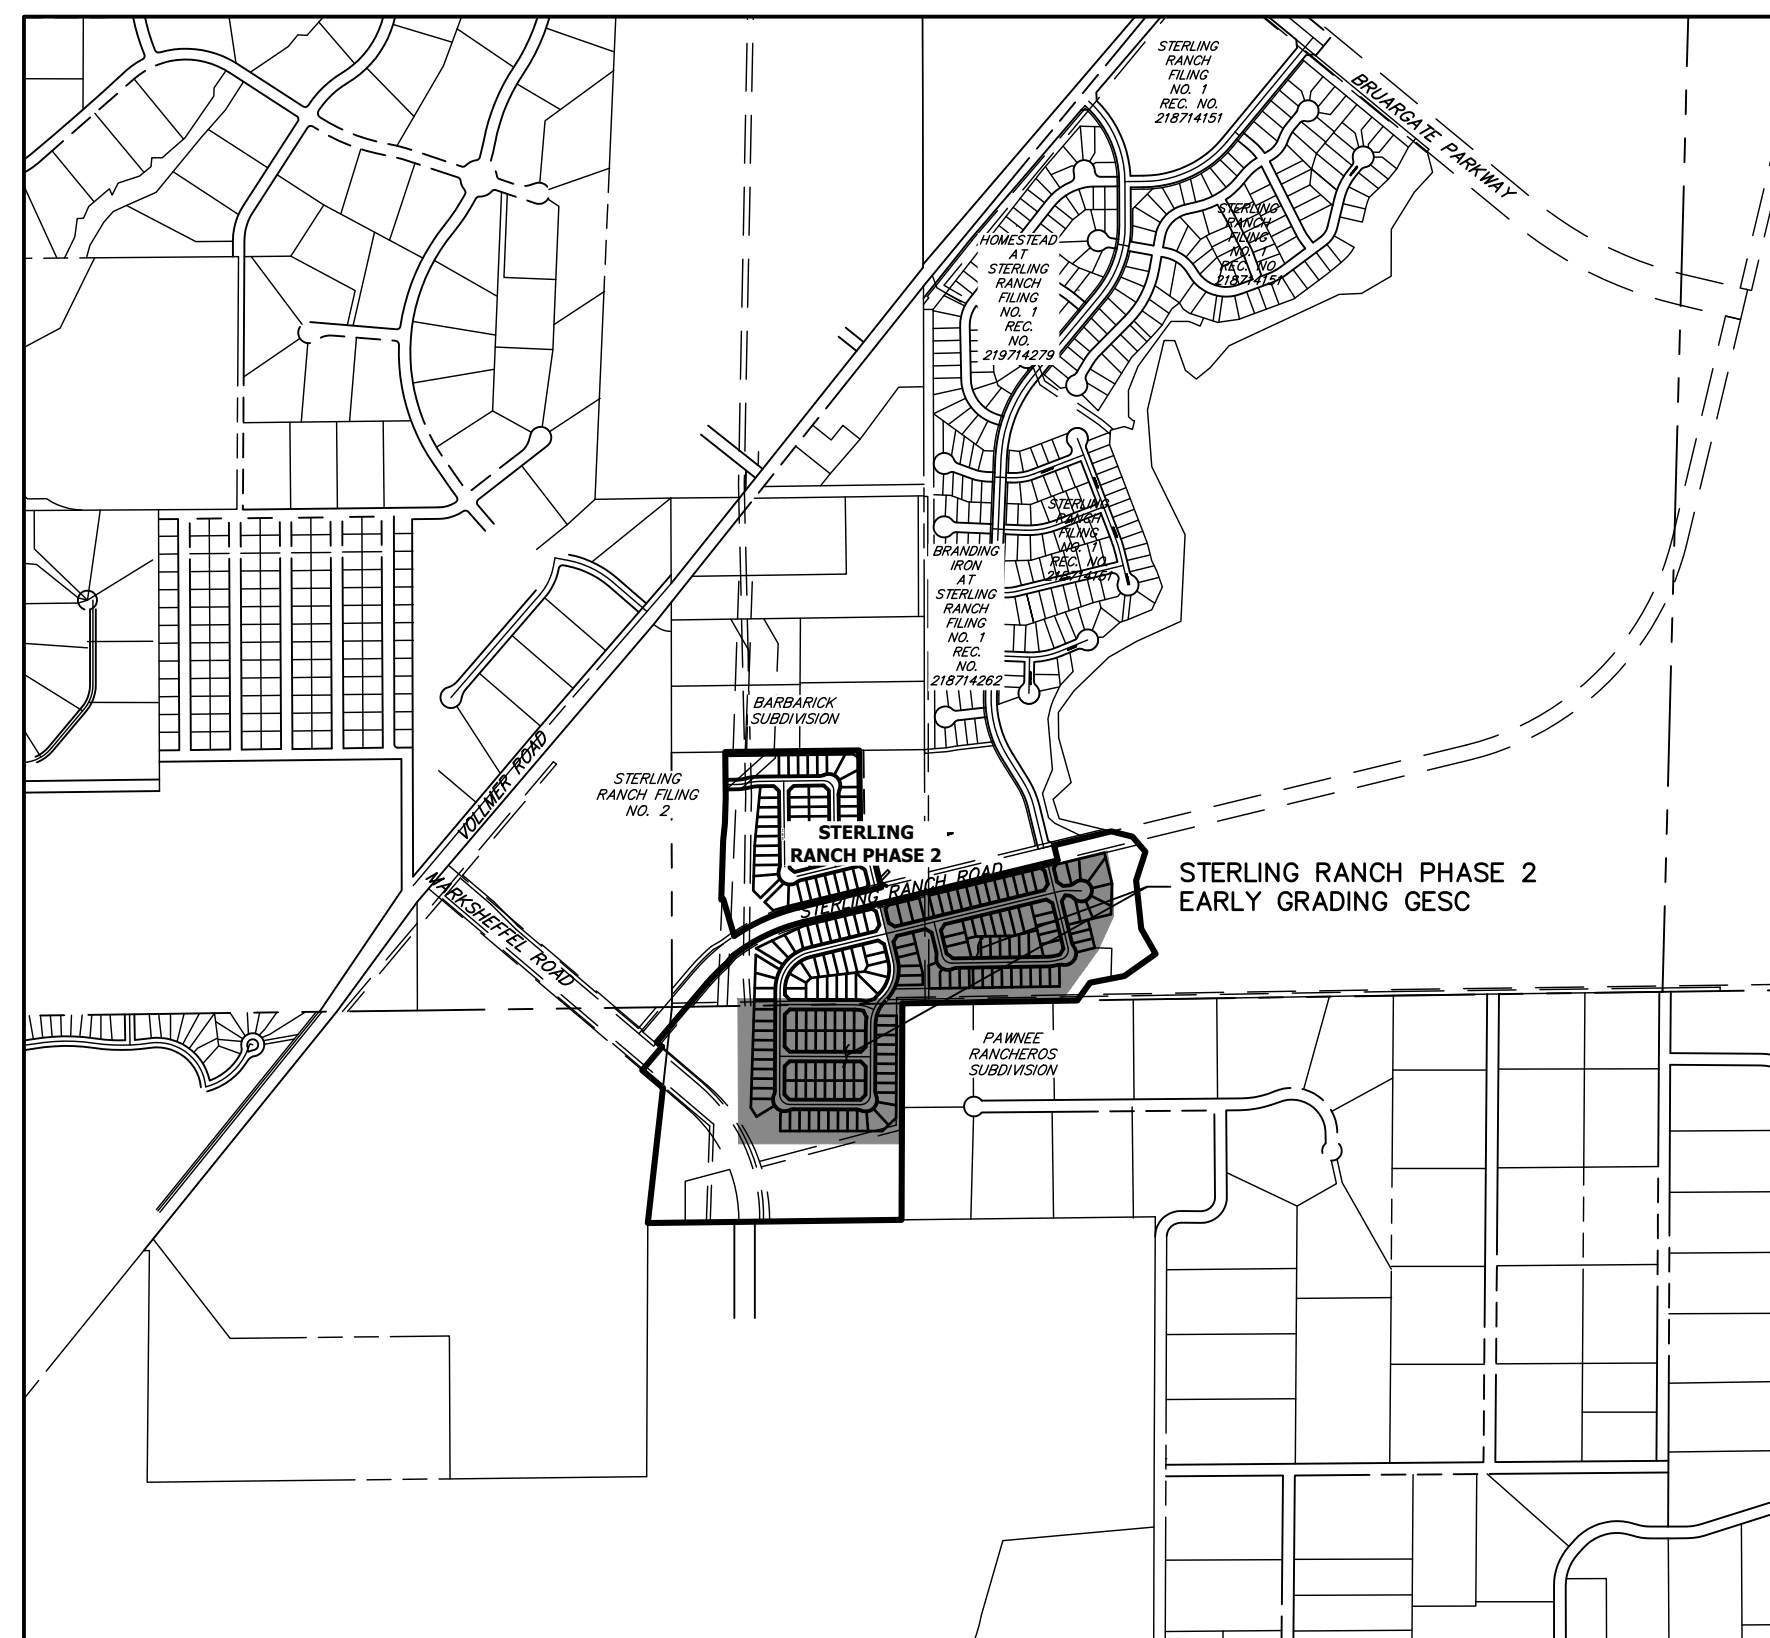 STERLING
RANCH
FILING
NO. 1
REC. NO.
218714151
BRUARGATE PARKWAY
STERLING
RANCH
FILING
NO. 1
REC. NO.
218714151
HOMESTEAD
AT
STERLING
RANCH
FILING
NO. 1
REC.
NO.
219714279
STERLING
RANCH
FILING
NO. 1
REC. NO.
218714151
BRANDING
IRON
AT
STERLING
RANCH
FILING
NO. 1
REC.
NO.
218714262
BARBARICK
SUBDIVISION
VOLLMER ROAD
STERLING
RANCH FILING
NO. 2
STERLING
RANCH PHASE 2
STERLING RANCH ROAD
STERLING RANCH PHASE 2
EARLY GRADING GESC
MARKSHEFFEL ROAD
PAWNEE
RANCHEROS
SUBDIVISION